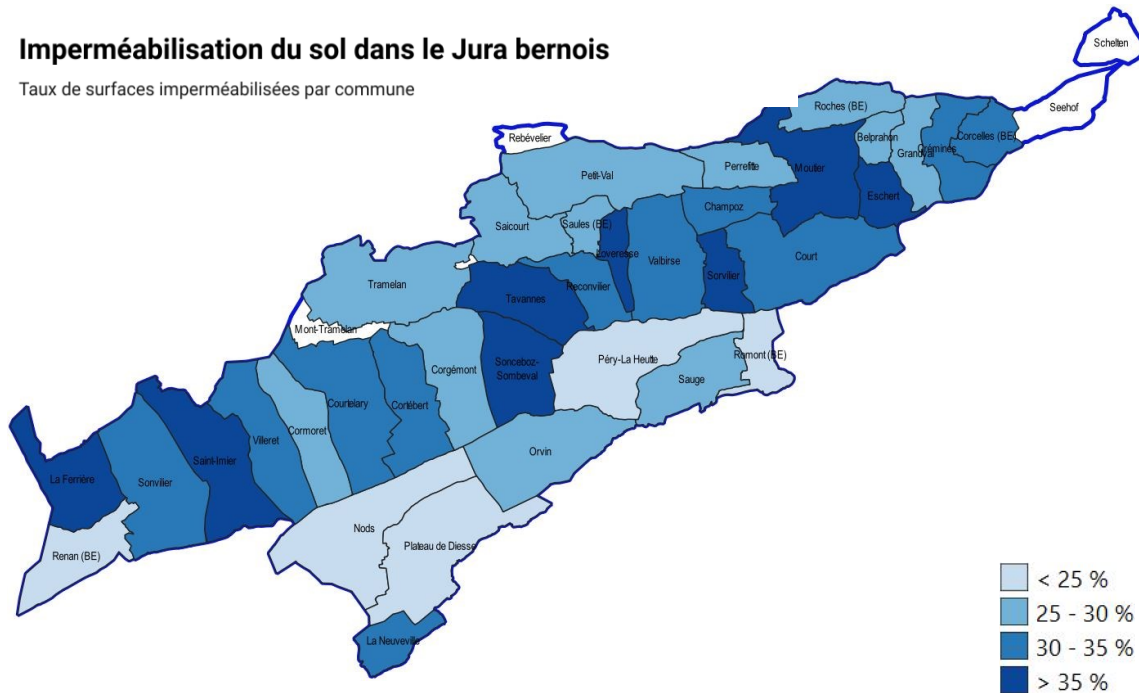 Imperméabilisation du sol dans le Jura bernois
Taux de surfaces imperméabilisées par commune
Schelten
Seehof
Roches (BE)
Rebévelier
Belprahon
Corcelles (BE)
Crémines
Grandval
Perrefitte
Moutier
Petit-Val
Eschert
Champoz
Saicourt
Saules (BE)
Loveresse
Valbirse
Court
Sorvilier
Tramelan
Reconvilier
Tavannes
Mont-Tramelan
Péry-La Heutte
Romont (BE)
Corgémont
Sonceboz-
Sombeval
Sauge
Courtelary
Cortébert
Cormoret
Villeret
Orvin
Saint-Imier
La Ferrière
Sonvilier
Nods
Plateau de Diesse
Renan (BE)
La Neuveville
< 25 %
25 - 30 %
30 - 35 %
> 35 %